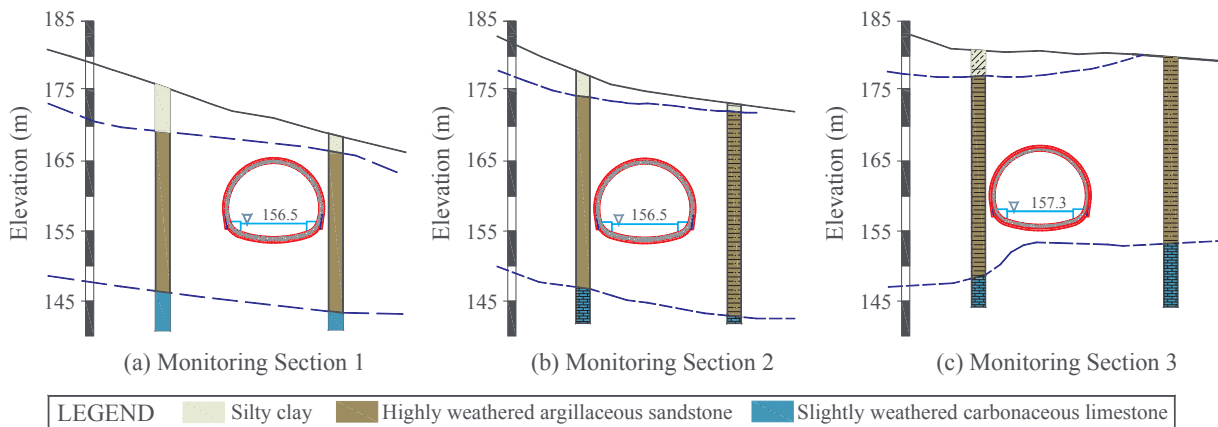 185
175
165
155
145
Elevation (m)
156.5
(a) Monitoring Section 1
185
175
165
155
145
Elevation (m)
156.5
(b) Monitoring Section 2
185
175
165
155
145
Elevation (m)
157.3
(c) Monitoring Section 3
LEGEND Silty clay Highly weathered argillaceous sandstone Slightly weathered carbonaceous limestone